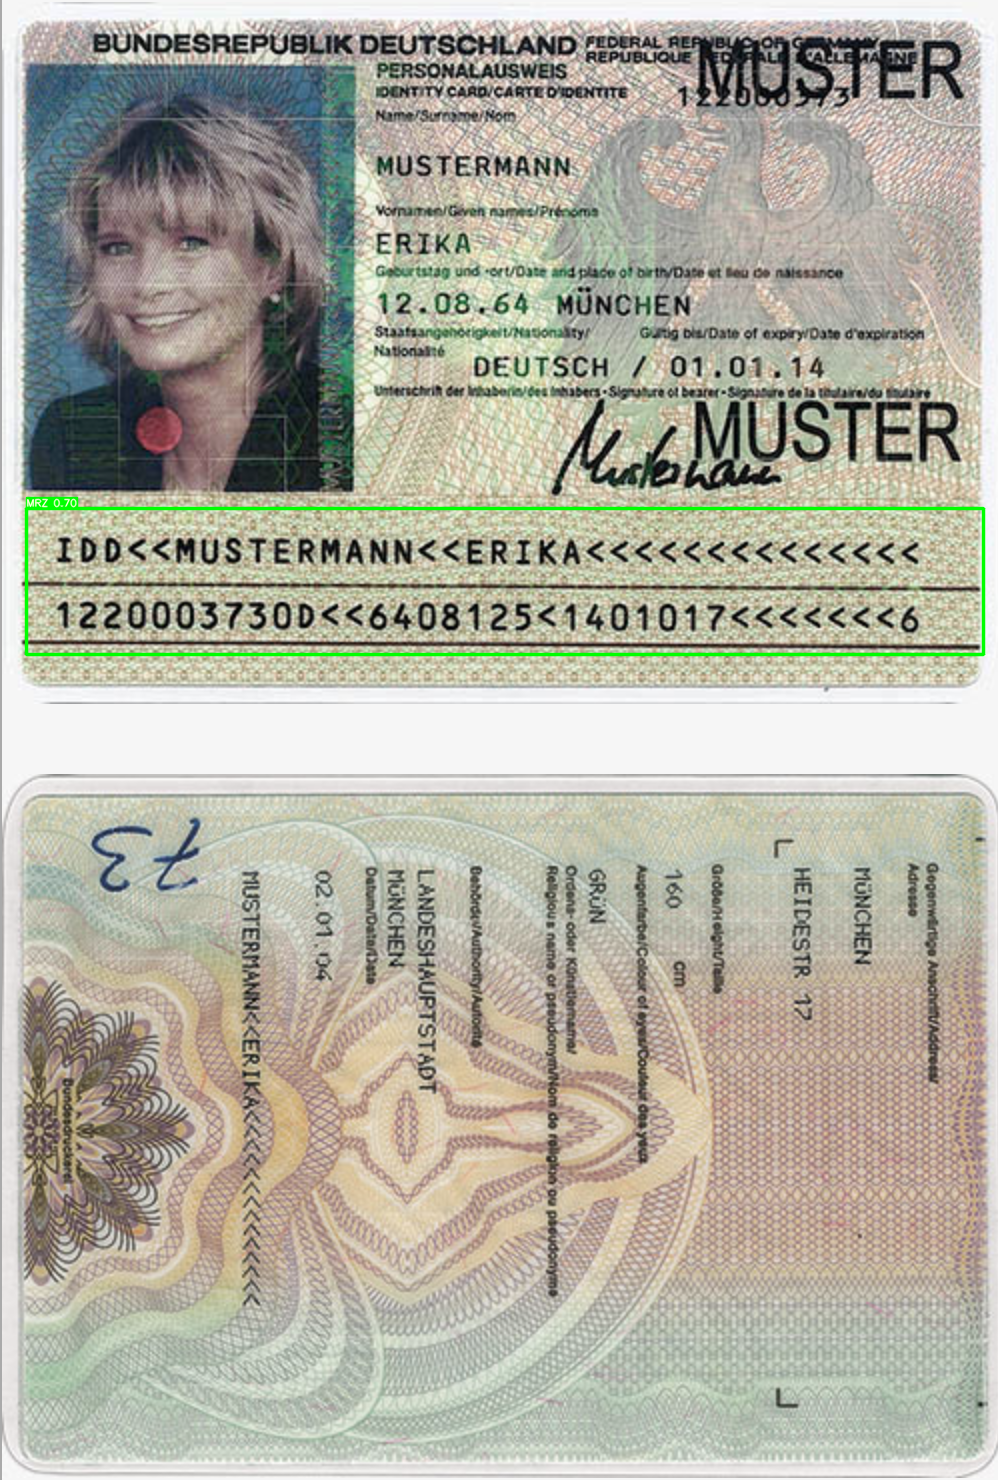 BUNDESREPUBLIK DEUTSCHLAND
FEDERAL REPUBLIC OF GERMANY
REPUBLIQUE FEDERALE D'ALLEMAGNE
MUSTER
PERSONALAUSWEIS
IDENTITY CARD/CARTE D'IDENTITE
Name/Surname/Nom
MUSTERMANN
Vornamen/Given names/Prénoms
ERIKA
Geburtstag und -ort/Date and place of birth/Date et lieu de naissance
12.08.64 MÜNCHEN
Staatsangehörigkeit/Nationality/
Nationalité
Gültig bis/Date of expiry/Date d'expiration
DEUTSCH / 01.01.14
Unterschrift der Inhaberin/des Inhabers · Signature of bearer · Signature de la titulaire/du titulaire
Mustermann
MUSTER
MRZ 0.70
IDD<<MUSTERMANN<<ERIKA<<<<<<<<<<<<<<
1220003730D<<6408125<1401017<<<<<<<6
Gegenwärtige Anschrift/Address/
Adresse
MÜNCHEN
HEIDESTR 17
Größe/Height/Taille
160 cm
Augenfarbe/Colour of eyes/Couleur des yeux
GRÜN
Ordens- oder Künstlername/
Religious name or pseudonym/Nom de religion ou pseudonyme
Behörde/Authority/Autorité
LANDESHAUPTSTADT
MÜNCHEN
Datum/Date/Date
02.01.04
MUSTERMANN<<ERIKA<<<<<<<<<<<<<
73
Bundesdruckerei